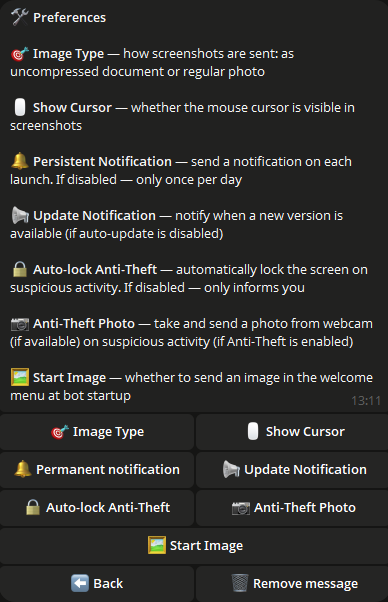 🛠 Preferences
🎯 Image Type — how screenshots are sent: as
uncompressed document or regular photo
🖱 Show Cursor — whether the mouse cursor is visible in
screenshots
🔔 Persistent Notification — send a notification on each
launch. If disabled — only once per day
📢 Update Notification — notify when a new version is
available (if auto-update is disabled)
🔒 Auto-lock Anti-Theft — automatically lock the screen on
suspicious activity. If disabled — only informs you
📷 Anti-Theft Photo — take and send a photo from webcam
(if available) on suspicious activity (if Anti-Theft is enabled)
🖼 Start Image — whether to send an image in the welcome
menu at bot startup
13:11
🎯 Image Type
🖱 Show Cursor
🔔 Permanent notification
📢 Update Notification
🔒 Auto-lock Anti-Theft
📷 Anti-Theft Photo
🖼 Start Image
⬅️ Back
🗑 Remove message